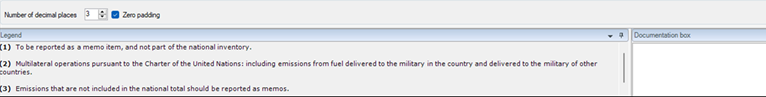 Number of decimal places 3 Zero padding
Legend
Documentation box
(1) To be reported as a memo item, and not part of the national inventory.
(2) Multilateral operations pursuant to the Charter of the United Nations: including emissions from fuel delivered to the military in the country and delivered to the military of other
countries.
(3) Emissions that are not included in the national total should be reported as memos.